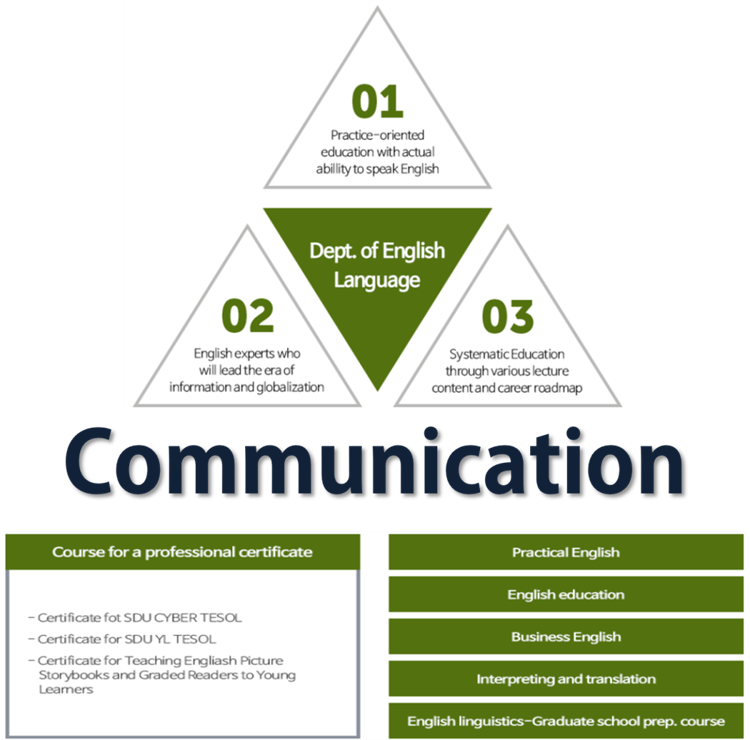 01
Practice-oriented
education with actual
ability to speak English
Dept. of English
Language
02
English experts who
will lead the era of
information and globalization
03
Systematic Education
through various lecture
content and career roadmap
Communication
Course for a professional certificate
- Certificate fot SDU CYBER TESOL
- Certificate for SDU YL TESOL
- Certificate for Teaching Engliash Picture
Storybooks and Graded Readers to Young
Learners
Practical English
English education
Business English
Interpreting and translation
English linguistics-Graduate school prep. course